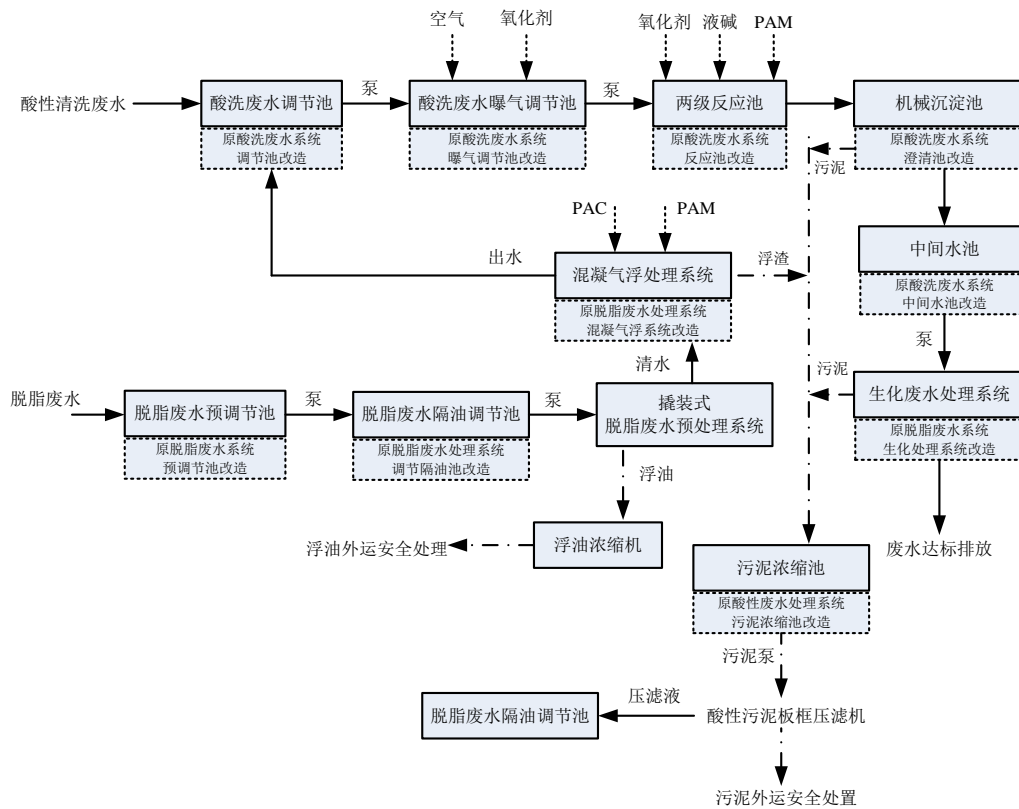 空气
氧化剂
氧化剂
液碱
PAM
酸性清洗废水
酸洗废水调节池
泵
酸洗废水曝气调节池
泵
两级反应池
机械沉淀池
原酸洗废水系统
调节池改造
原酸洗废水系统
曝气调节池改造
原酸洗废水系统
反应池改造
原酸洗废水系统
澄清池改造
污泥
PAC
PAM
出水
混凝气浮处理系统
浮渣
中间水池
原脱脂废水处理系统
混凝气浮系统改造
原酸洗废水系统
中间水池改造
泵
清水
污泥
脱脂废水
脱脂废水预调节池
泵
脱脂废水隔油调节池
泵
撬装式
脱脂废水预处理系统
生化废水处理系统
原脱脂废水系统
预调节池改造
原脱脂废水处理系统
调节隔油池改造
原脱脂废水系统
生化处理系统改造
浮油
浮油外运安全处理
浮油浓缩机
废水达标排放
污泥浓缩池
原酸性废水处理系统
污泥浓缩池改造
污泥泵
脱脂废水隔油调节池
压滤液
酸性污泥板框压滤机
污泥外运安全处置